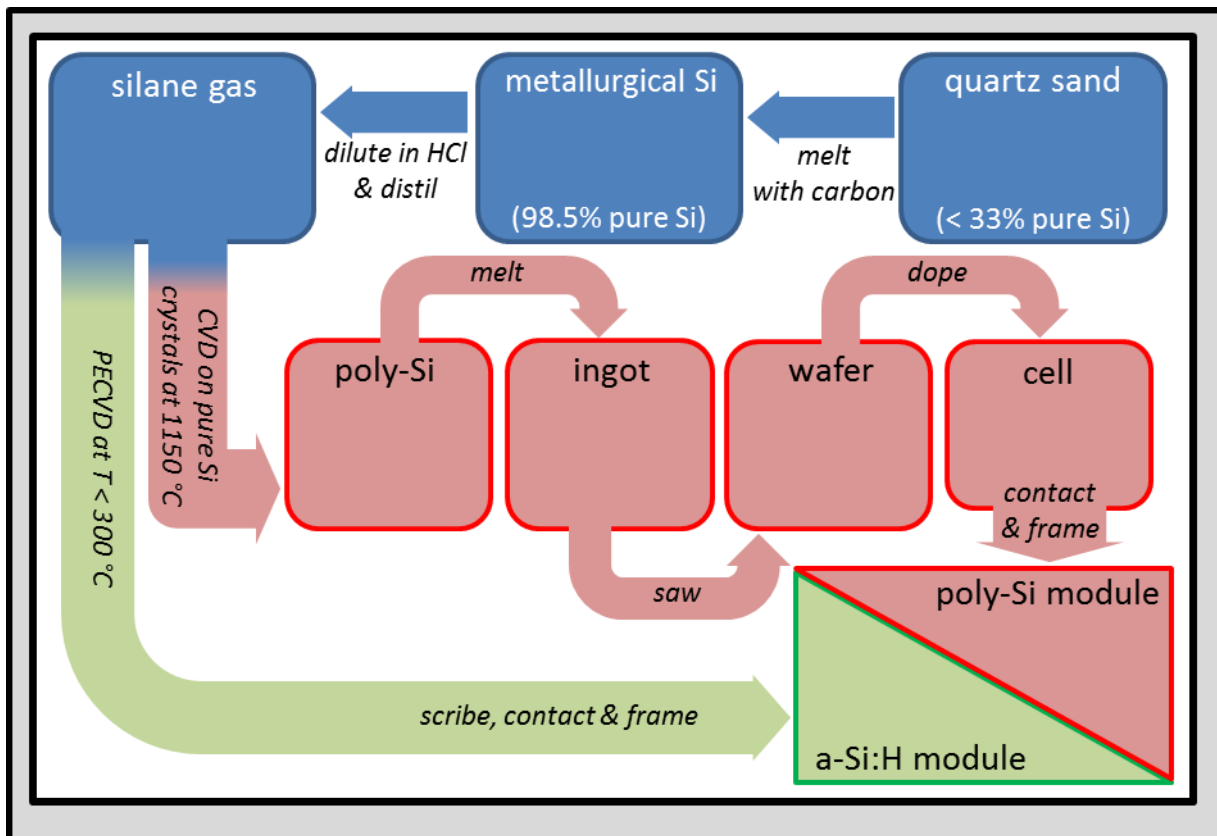 silane gas
metallurgical Si
quartz sand
dilute in HCl
& distil
melt
with carbon
(98.5% pure Si)
(< 33% pure Si)
melt
dope
CVD on pure Si
crystals at 1150 °C
PECVD at T < 300 °C
poly-Si
ingot
wafer
cell
contact
& frame
saw
poly-Si module
scribe, contact & frame
a-Si:H module